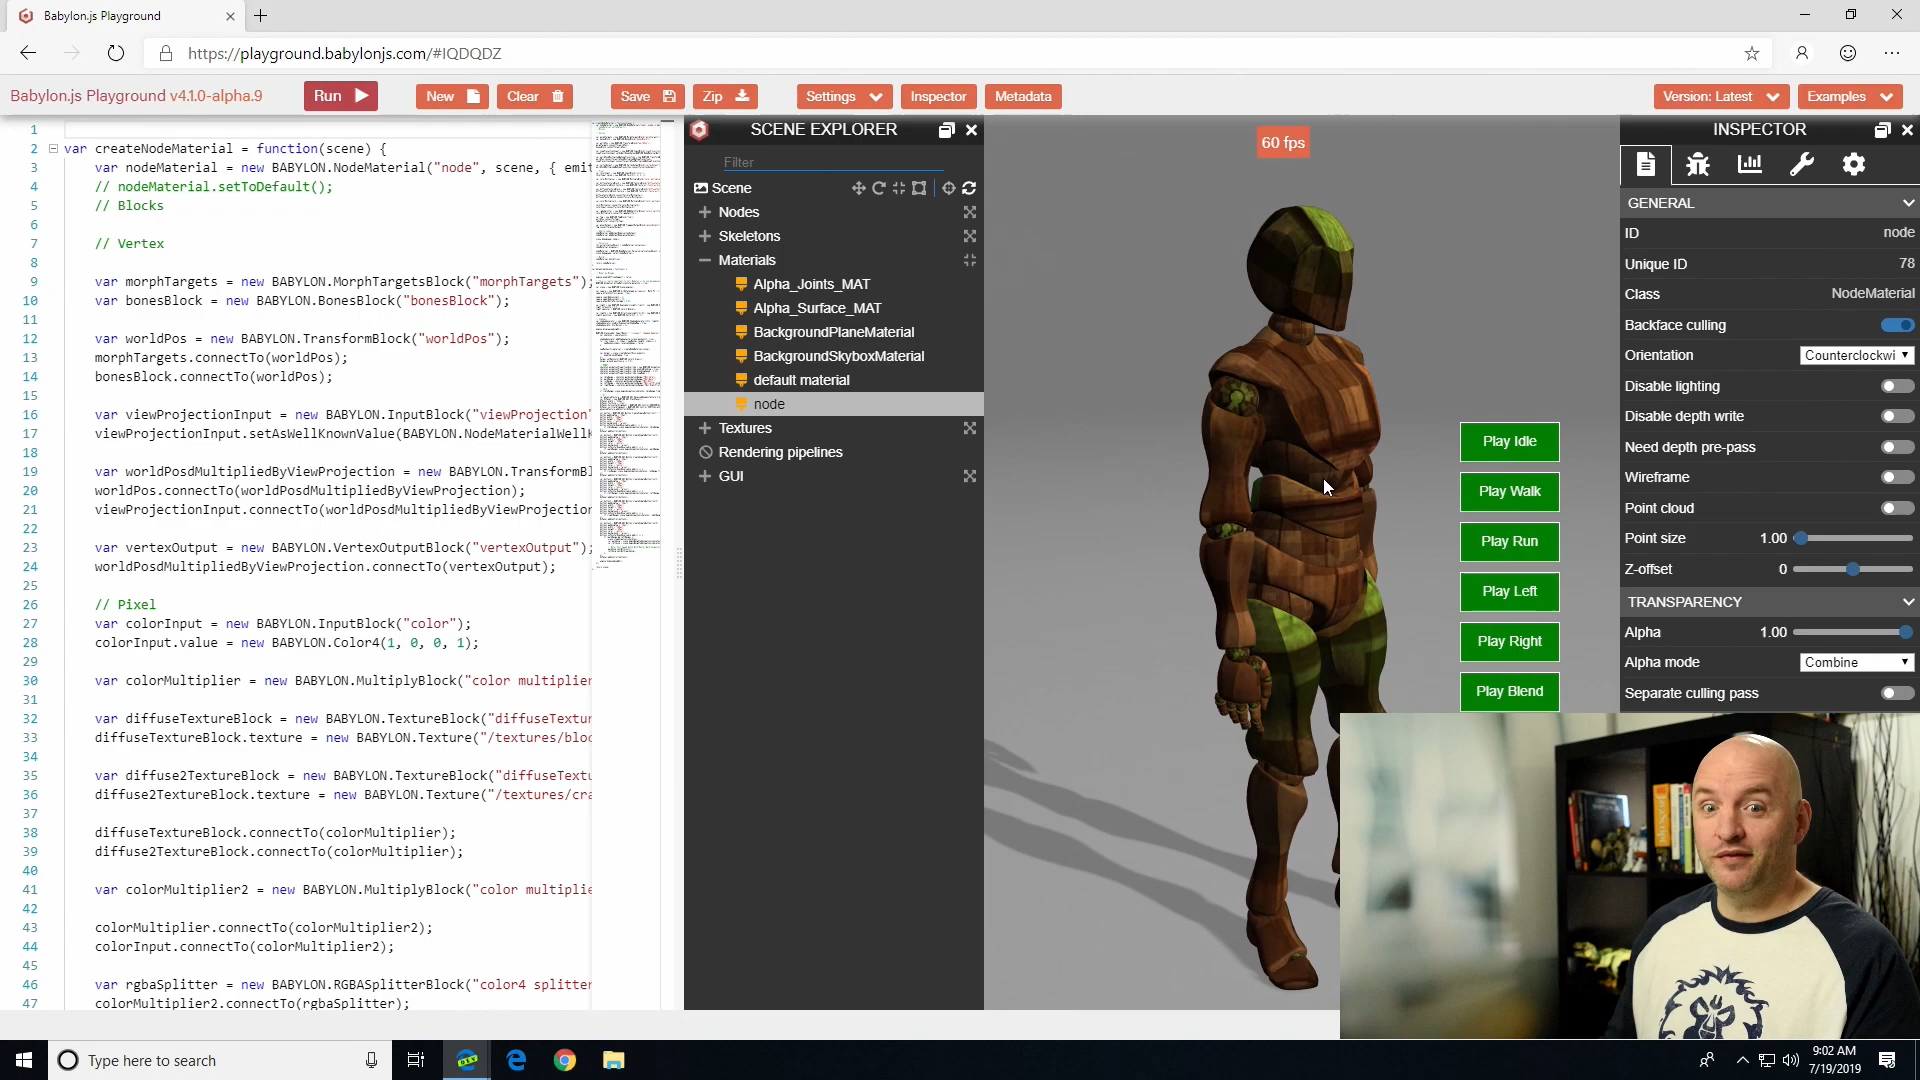 Babylon.js Playground
https://playground.babylonjs.com/#IQDQDZ
Babylon.js Playground v4.1.0-alpha.9
Run
New
Clear
Save
Zip
Settings
Inspector
Metadata
Version: Latest
Examples
1
2 var createNodeMaterial = function(scene) {
3 var nodeMaterial = new BABYLON.NodeMaterial("node", scene, { emit
4 // nodeMaterial.setToDefault();
5 // Blocks
6
7 // Vertex
8
9 var morphTargets = new BABYLON.MorphTargetsBlock("morphTargets");
10 var bonesBlock = new BABYLON.BonesBlock("bonesBlock");
11
12 var worldPos = new BABYLON.TransformBlock("worldPos");
13 morphTargets.connectTo(worldPos);
14 bonesBlock.connectTo(worldPos);
15
16 var viewProjectionInput = new BABYLON.InputBlock("viewProjection"
17 viewProjectionInput.setAsWellKnownValue(BABYLON.NodeMaterialWellK
18
19 var worldPosdMultipliedByViewProjection = new BABYLON.TransformBl
20 worldPos.connectTo(worldPosdMultipliedByViewProjection);
21 viewProjectionInput.connectTo(worldPosdMultipliedByViewProjection
22
23 var vertexOutput = new BABYLON.VertexOutputBlock("vertexOutput");
24 worldPosdMultipliedByViewProjection.connectTo(vertexOutput);
25
26 // Pixel
27 var colorInput = new BABYLON.InputBlock("color");
28 colorInput.value = new BABYLON.Color4(1, 0, 0, 1);
29
30 var colorMultiplier = new BABYLON.MultiplyBlock("color multiplier
31
32 var diffuseTextureBlock = new BABYLON.TextureBlock("diffuseTextur
33 diffuseTextureBlock.texture = new BABYLON.Texture("/textures/bloc
34
35 var diffuse2TextureBlock = new BABYLON.TextureBlock("diffuseTextu
36 diffuse2TextureBlock.texture = new BABYLON.Texture("/textures/cra
37
38 diffuseTextureBlock.connectTo(colorMultiplier);
39 diffuse2TextureBlock.connectTo(colorMultiplier);
40
41 var colorMultiplier2 = new BABYLON.MultiplyBlock("color multiplie
42
43 colorMultiplier.connectTo(colorMultiplier2);
44 colorInput.connectTo(colorMultiplier2);
45
46 var rgbaSplitter = new BABYLON.RGBASplitterBlock("color4 splitter
47 colorMultiplier2.connectTo(rgbaSplitter);
SCENE EXPLORER
Filter
Scene
Nodes
Skeletons
Materials
Alpha_Joints_MAT
Alpha_Surface_MAT
BackgroundPlaneMaterial
BackgroundSkyboxMaterial
default material
node
Textures
Rendering pipelines
GUI
60 fps
Play Idle
Play Walk
Play Run
Play Left
Play Right
Play Blend
INSPECTOR
GENERAL
ID node
Unique ID 78
Class NodeMaterial
Backface culling
Orientation Counterclockwi
Disable lighting
Disable depth write
Need depth pre-pass
Wireframe
Point cloud
Point size 1.00
Z-offset 0
TRANSPARENCY
Alpha 1.00
Alpha mode Combine
Separate culling pass
Type here to search
9:02 AM
7/19/2019